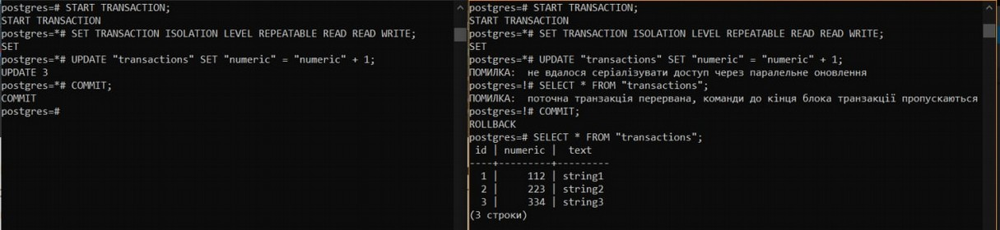 postgres=# START TRANSACTION;
START TRANSACTION
postgres=*# SET TRANSACTION ISOLATION LEVEL REPEATABLE READ READ WRITE;
SET
postgres=*# UPDATE "transactions" SET "numeric" = "numeric" + 1;
UPDATE 3
postgres=*# COMMIT;
COMMIT
postgres=#
postgres=# START TRANSACTION;
START TRANSACTION
postgres=*# SET TRANSACTION ISOLATION LEVEL REPEATABLE READ READ WRITE;
SET
postgres=*# UPDATE "transactions" SET "numeric" = "numeric" + 1;
ПОМИЛКА:  не вдалося серіалізувати доступ через паралельне оновлення
postgres=!# SELECT * FROM "transactions";
ПОМИЛКА:  поточна транзакція перервана, команди до кінця блока транзакції пропускаються
postgres=!# COMMIT;
ROLLBACK
postgres=# SELECT * FROM "transactions";
 id | numeric |  text
----+---------+---------
  1 |     112 | string1
  2 |     223 | string2
  3 |     334 | string3
(3 строки)